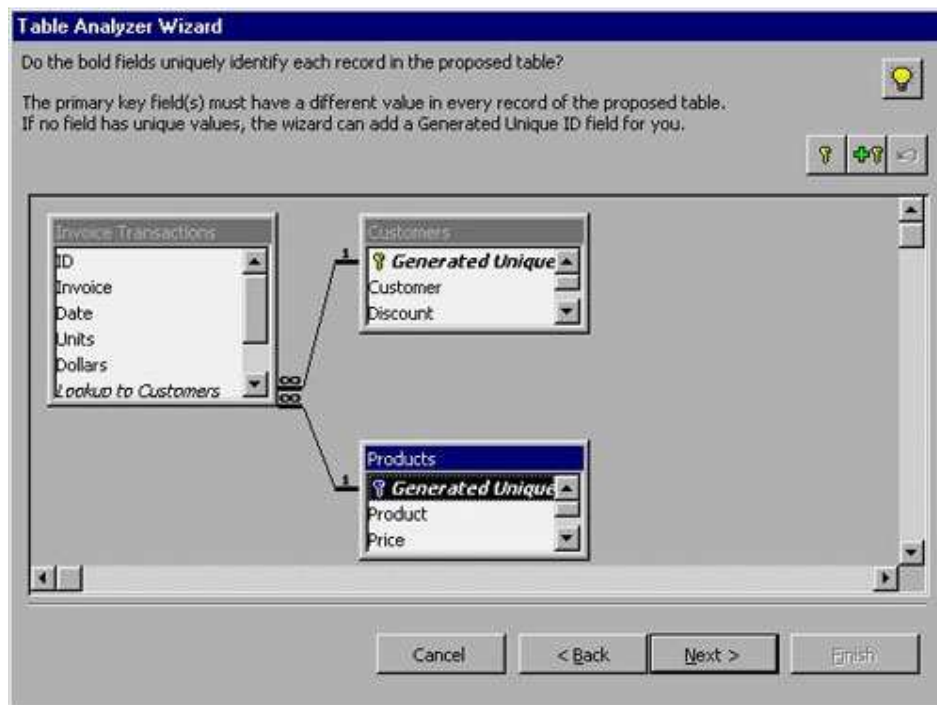 Table Analyzer Wizard
Do the bold fields uniquely identify each record in the proposed table?
The primary key field(s) must have a different value in every record of the proposed table.
If no field has unique values, the wizard can add a Generated Unique ID field for you.
Invoice Transactions
ID
Invoice
Date
Units
Dollars
Lookup to Customers
Customers
1
Generated Unique
Customer
Discount
∞
∞
Products
1
Generated Unique
Product
Price
Cancel
< Back
Next >
Finish